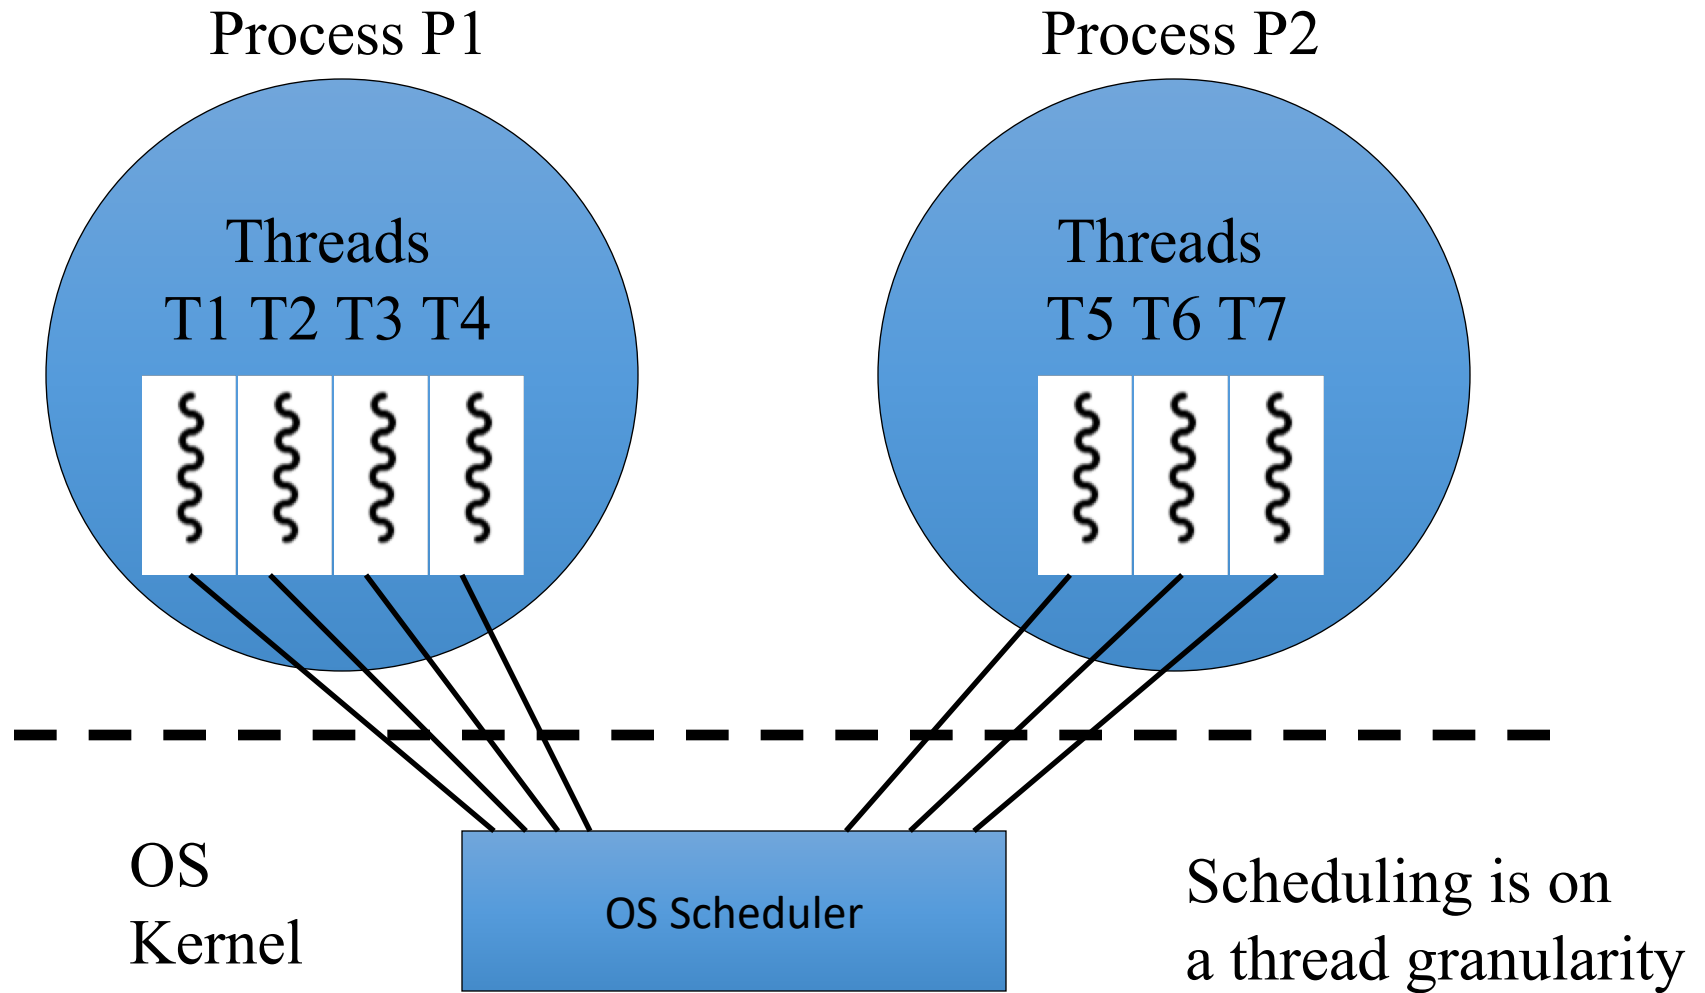 Process P1
Process P2
Threads
T1 T2 T3 T4
Threads
T5 T6 T7
OS
Kernel
OS Scheduler
Scheduling is on
a thread granularity